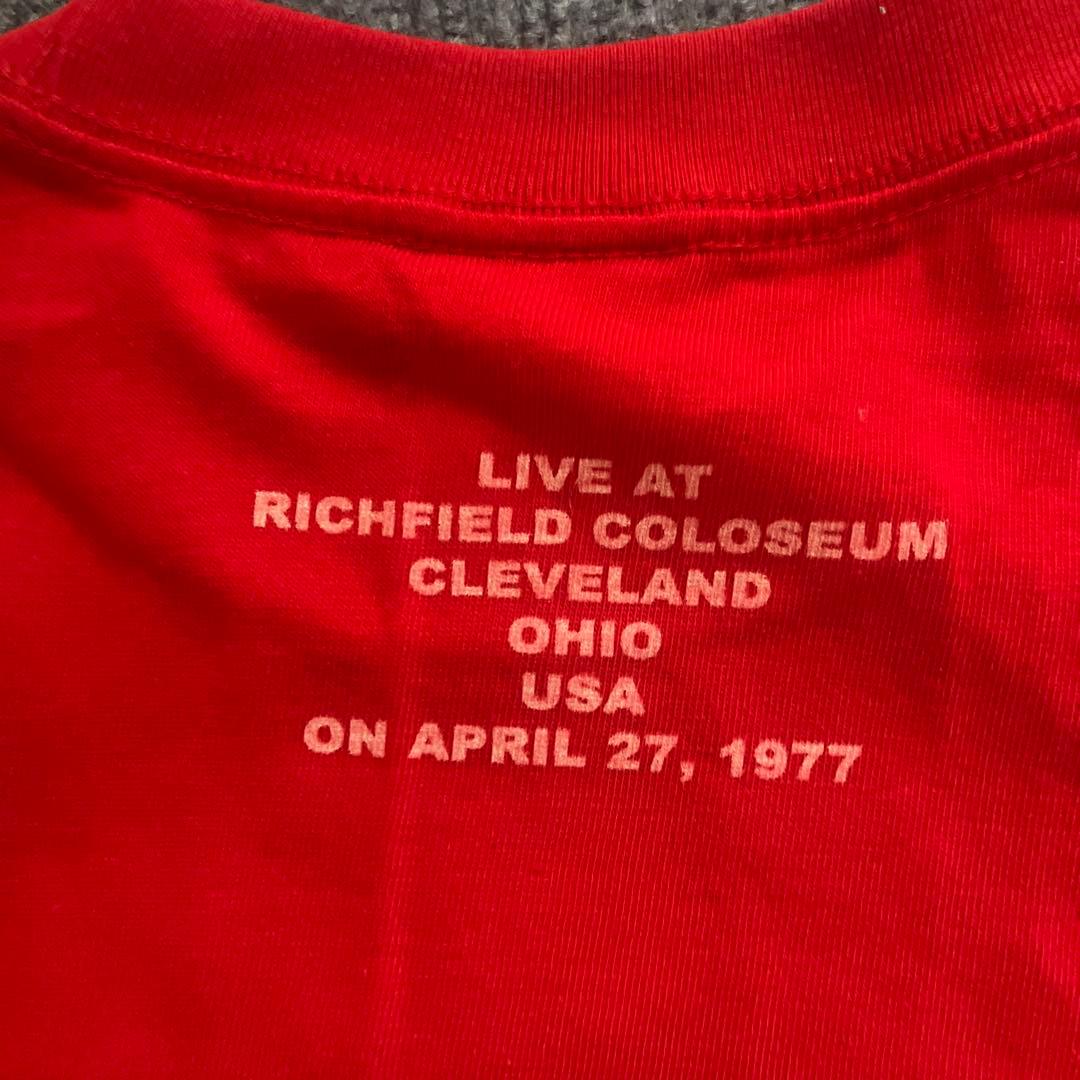 LIVE AT
RICHFIELD COLOSEUM
CLEVELAND
OHIO
USA
ON APRIL 27, 1977